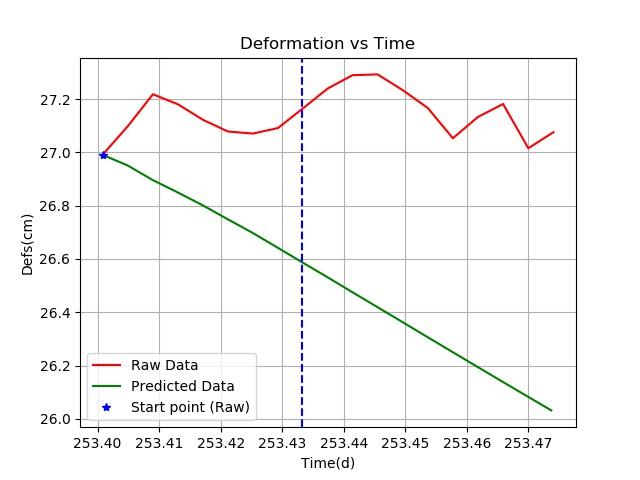 Deformation vs Time
Defs(cm)
27.2
27.0
26.8
26.6
26.4
26.2
26.0
Raw Data
Predicted Data
Start point (Raw)
253.40 253.41 253.42 253.43 253.44 253.45 253.46 253.47
Time(d)